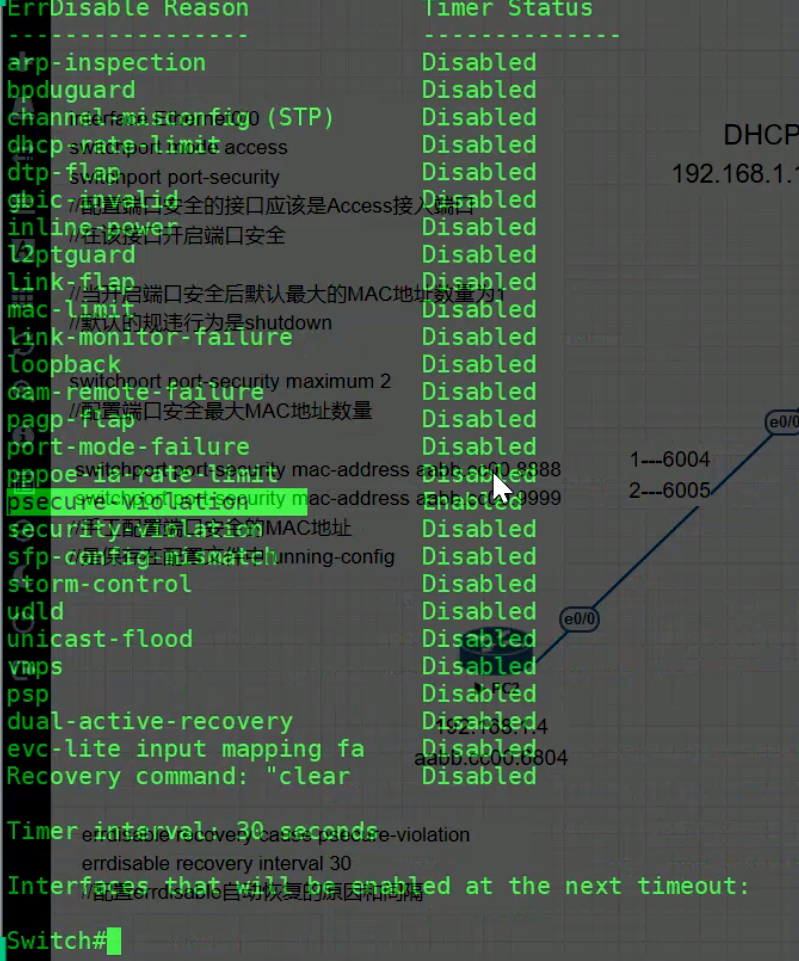 ErrDisable Reason Timer Status
----------------- --------------
arp-inspection Disabled
bpduguard Disabled
channel-misconfig (STP) Disabled
dhcp-rate-limit Disabled
dtp-flap Disabled
gbic-invalid Disabled
inline-power Disabled
l2ptguard Disabled
link-flap Disabled
mac-limit Disabled
link-monitor-failure Disabled
loopback Disabled
oam-remote-failure Disabled
pagp-flap Disabled
port-mode-failure Disabled
pppoe-ia-rate-limit Disabled
psecure-violation Enabled
security-violation Disabled
sfp-config-mismatch Disabled
storm-control Disabled
udld Disabled
unicast-flood Disabled
vmps Disabled
psp Disabled
dual-active-recovery Disabled
evc-lite input mapping fa Disabled
Recovery command: "clear Disabled
Timer interval: 30 seconds
Interfaces that will be enabled at the next timeout:
Switch#
interface Ethernet0/0
switchport mode access
switchport port-security
//配置端口安全的接口应该是Access接入端口
//在该接口开启端口安全
//当开启端口安全后默认最大的MAC地址数量为1
//默认的规违行为是shutdown
switchport port-security maximum 2
//配置端口安全最大MAC地址数量
switchport port-security mac-address aabb.cc00.8888
switchport port-security mac-address aabb.cc00.9999
//手工配置端口安全的MAC地址
//是保存在配置文件中running-config
errdisable recovery cause psecure-violation
errdisable recovery interval 30
//配置errdisable自动恢复的原因和间隔
DHCP
192.168.1.1
e0/0
1---6004
2---6005
e0/0
PC2
192.168.1.4
aabb.cc00.6804